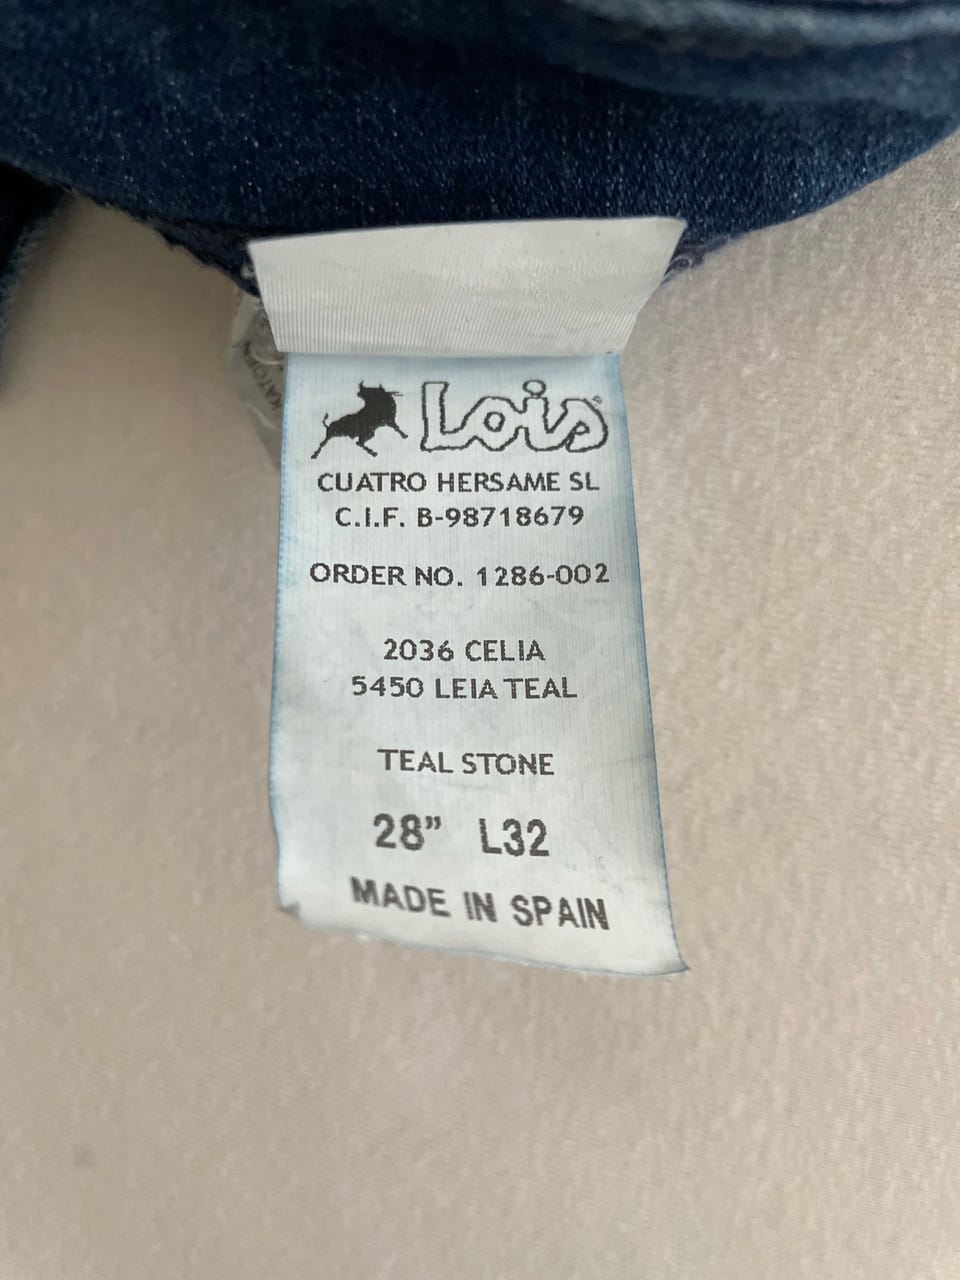 Lois
CUATRO HERSAME SL
C.I.F. B-98718679
ORDER NO. 1286-002
2036 CELIA
5450 LEIA TEAL
TEAL STONE
28” L32
MADE IN SPAIN
KATOEN